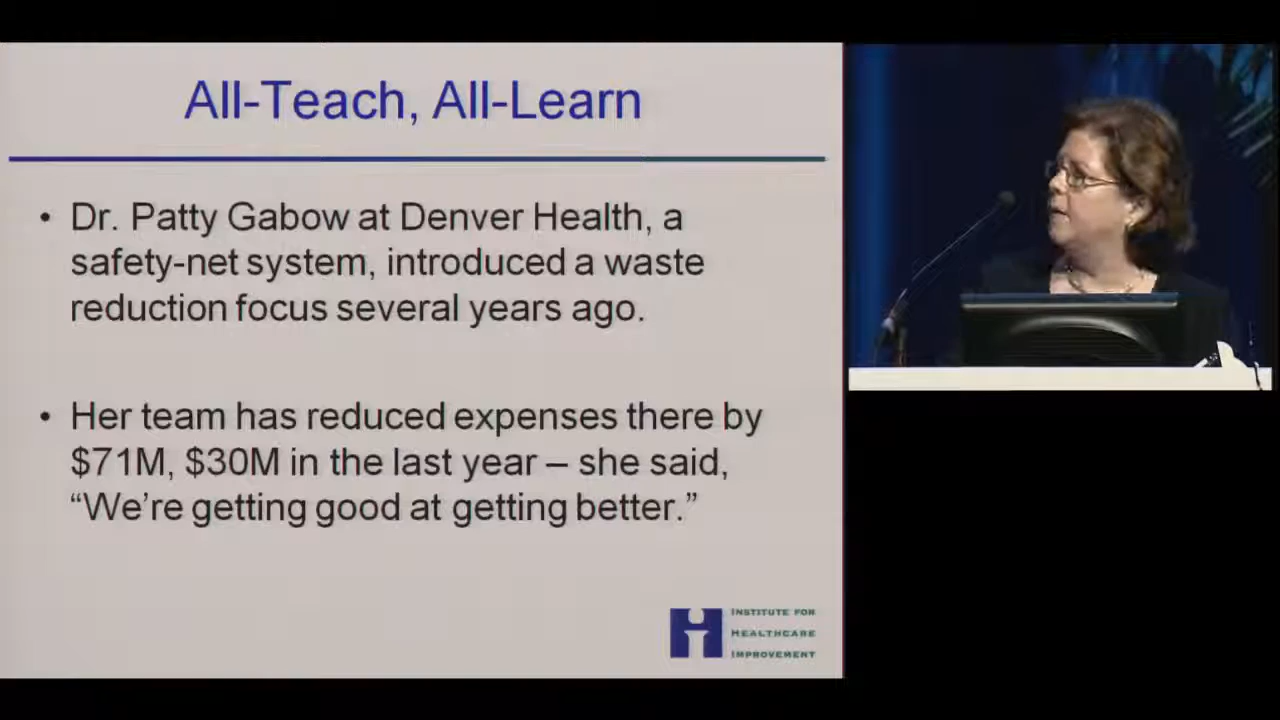 All-Teach, All-Learn
• Dr. Patty Gabow at Denver Health, a
safety-net system, introduced a waste
reduction focus several years ago.
• Her team has reduced expenses there by
$71M, $30M in the last year – she said,
“We’re getting good at getting better.”
INSTITUTE FOR
HEALTHCARE
IMPROVEMENT